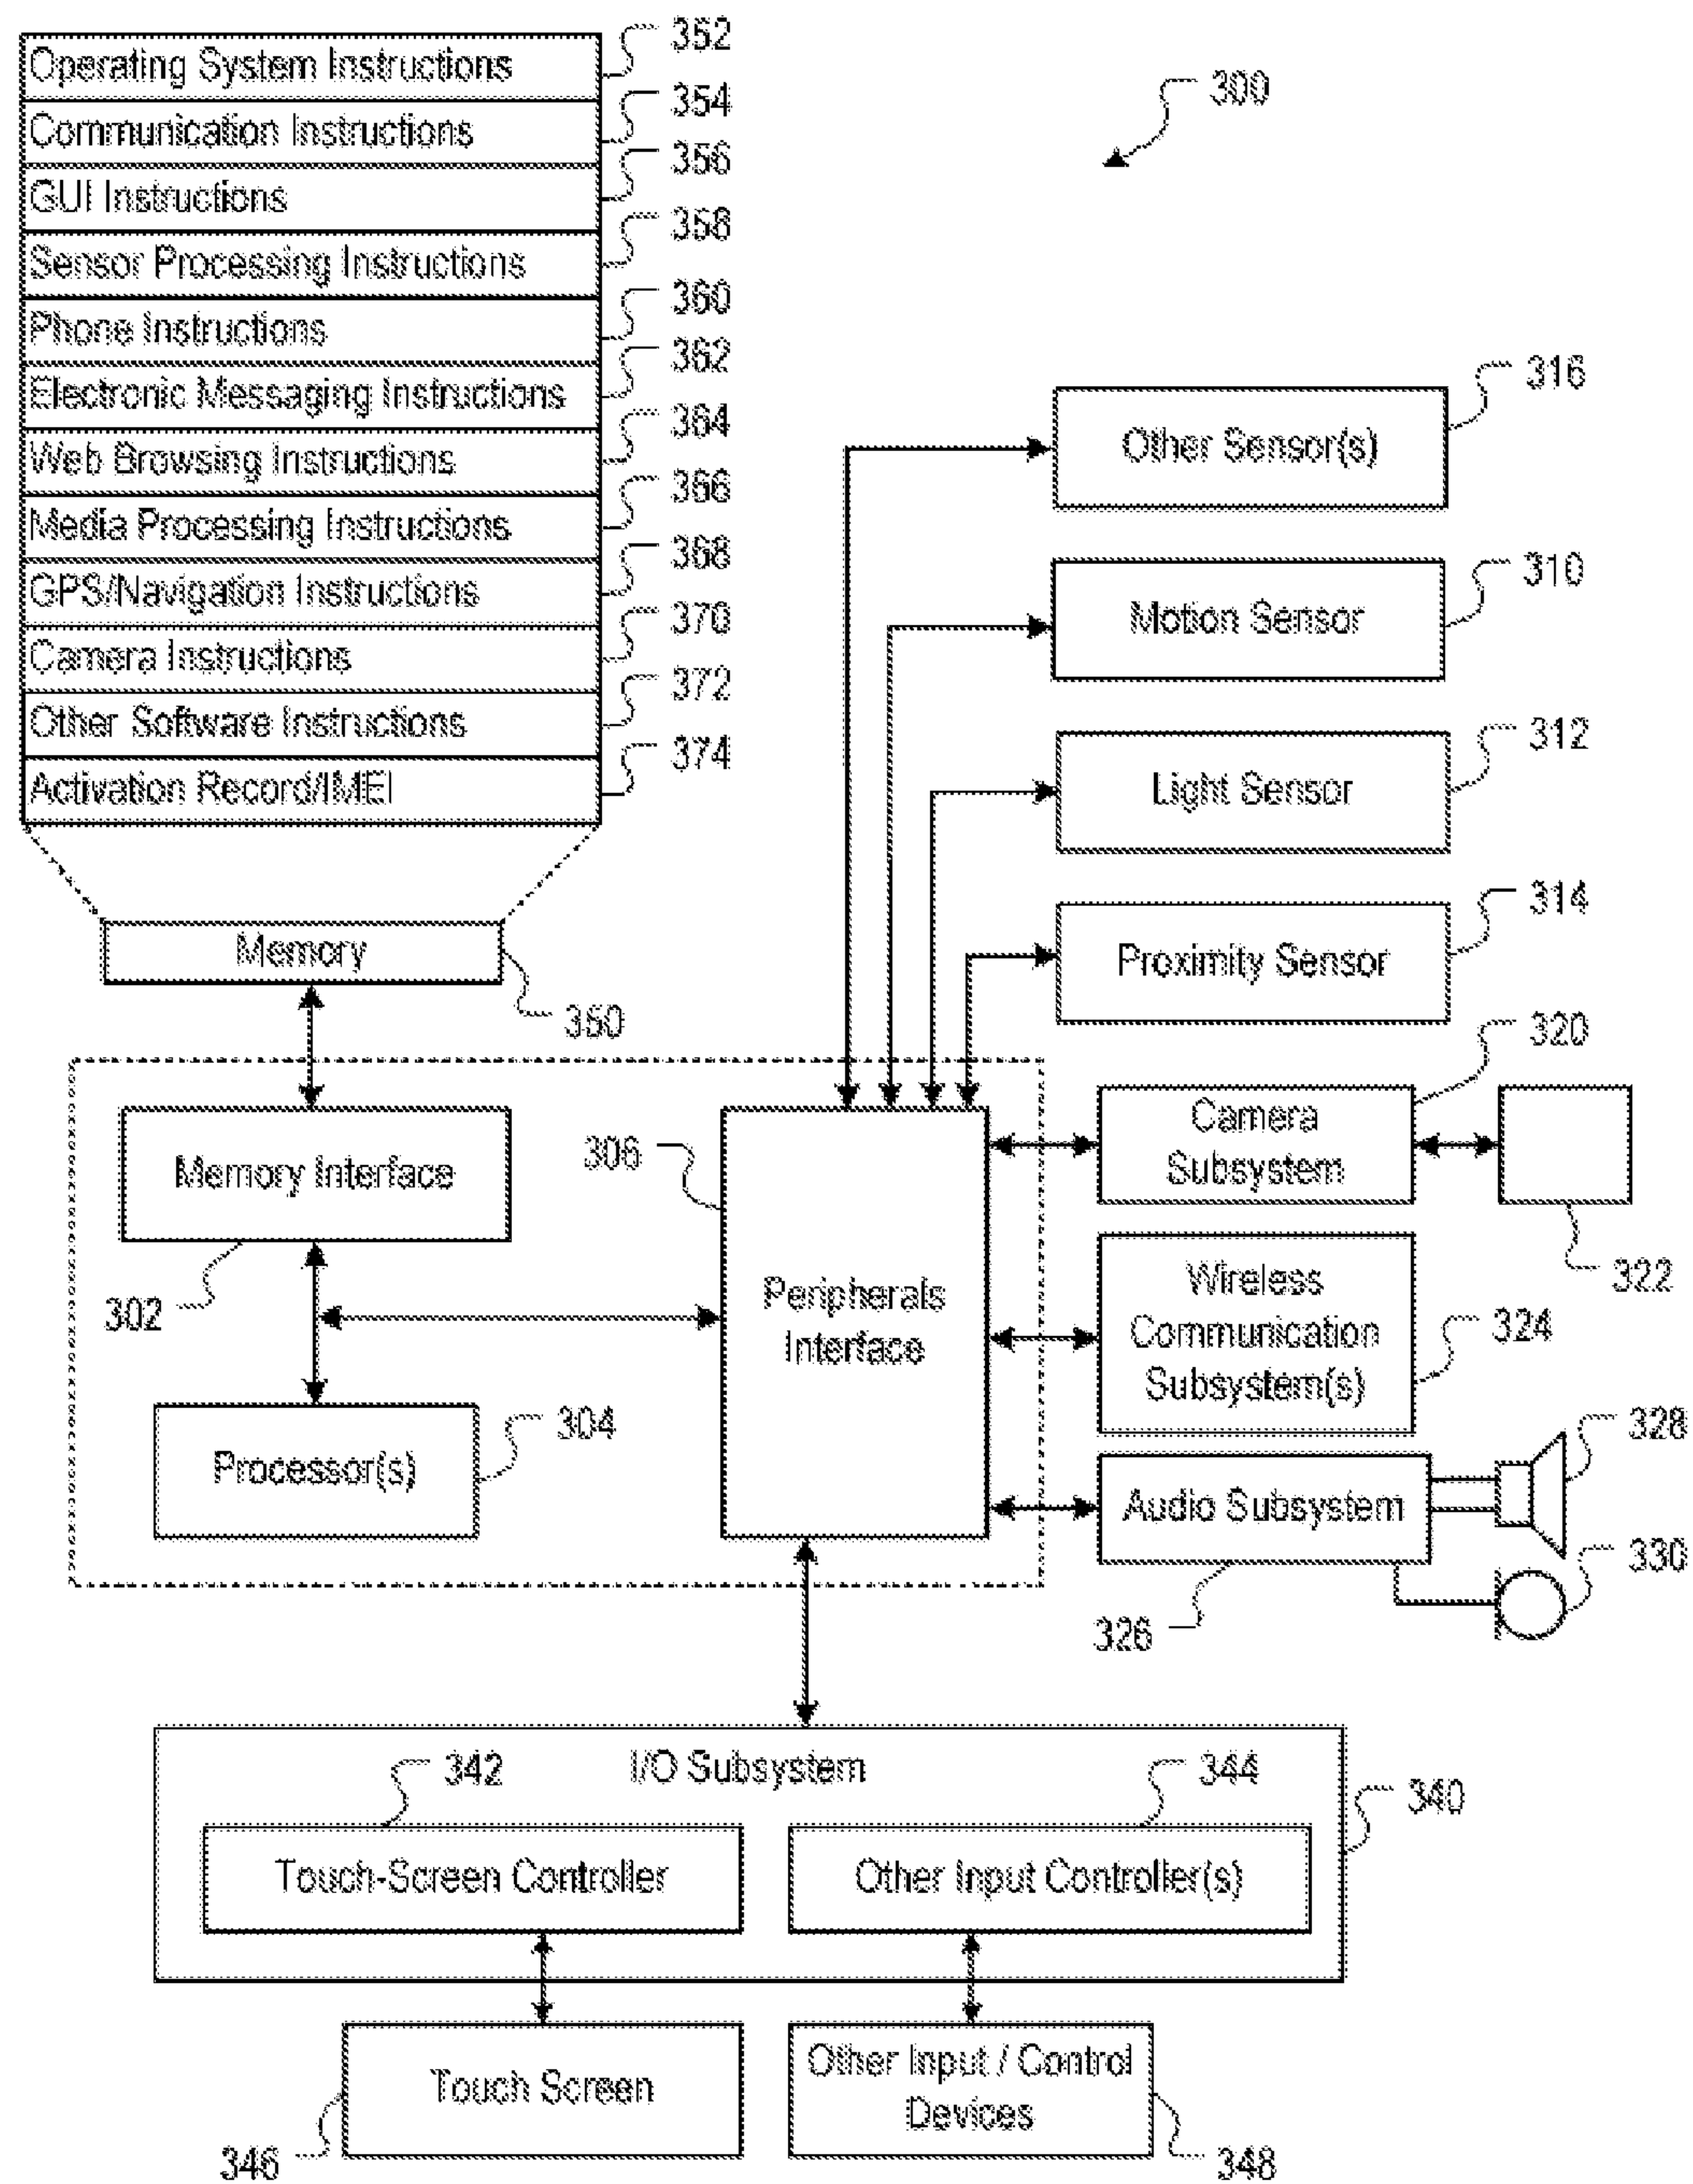 352
Operating System Instructions
354
Communication Instructions
356
GUI Instructions
358
Sensor Processing Instructions
360
Phone Instructions
362
Electronic Messaging Instructions
364
Web Browsing Instructions
366
Media Processing Instructions
368
GPS/Navigation Instructions
370
Camera Instructions
372
Other Software Instructions
374
Activation Record/IMEI
300
Memory
350
316
Other Sensor(s)
310
Motion Sensor
312
Light Sensor
314
Proximity Sensor
320
Camera
Subsystem
322
Memory Interface
302
306
Peripherals
Interface
Wireless
Communication
Subsystem(s)
324
Processor(s)
304
Audio Subsystem
326
328
330
I/O Subsystem
342
344
340
Touch-Screen Controller
Other Input Controller(s)
Touch Screen
346
Other Input / Control
Devices
348